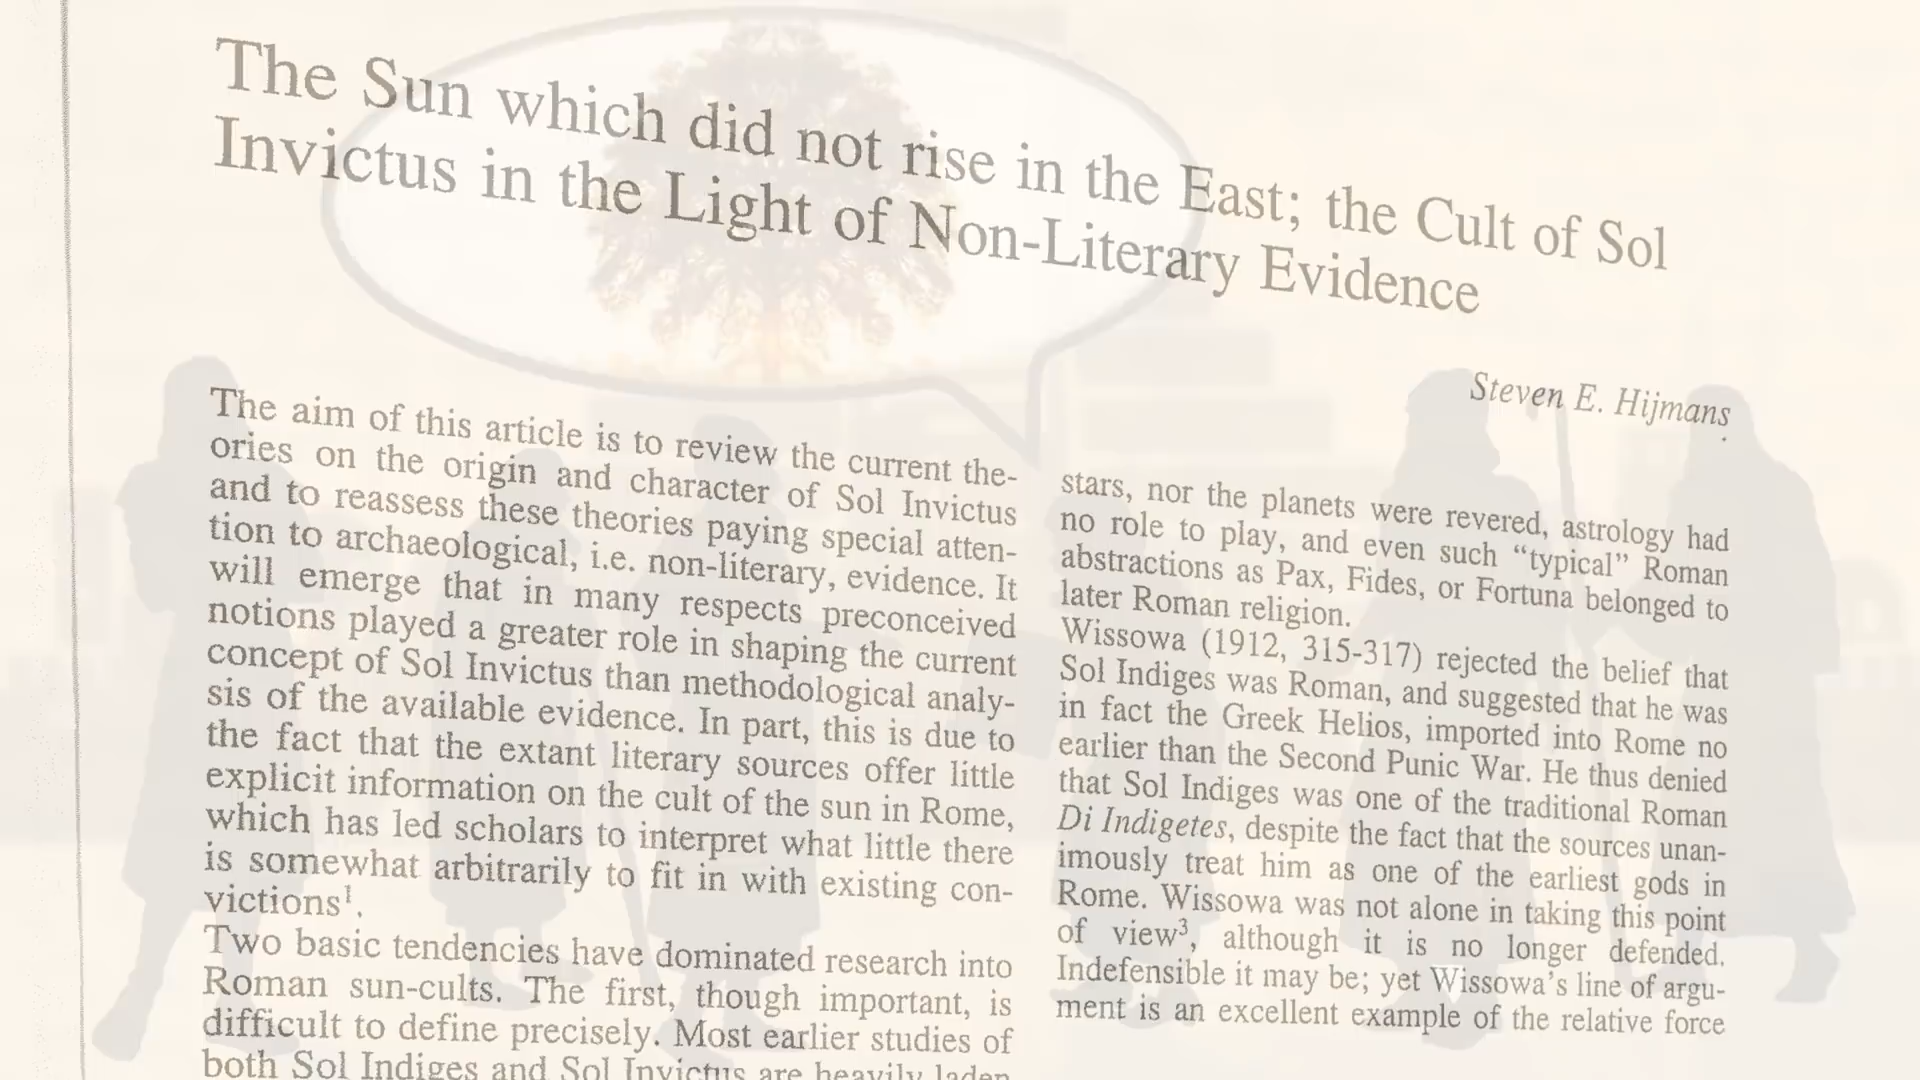 The Sun which did not rise in the East; the Cult of Sol
Invictus in the Light of Non-Literary Evidence
Steven E. Hijmans
The aim of this article is to review the current the-
ories on the origin and character of Sol Invictus
and to reassess these theories paying special atten-
tion to archaeological, i.e. non-literary, evidence. It
will emerge that in many respects preconceived
notions played a greater role in shaping the current
concept of Sol Invictus than methodological analy-
sis of the available evidence. In part, this is due to
the fact that the extant literary sources offer little
explicit information on the cult of the sun in Rome,
which has led scholars to interpret what little there
is somewhat arbitrarily to fit in with existing con-
victions¹.
Two basic tendencies have dominated research into
Roman sun-cults. The first, though important, is
difficult to define precisely. Most earlier studies of
both Sol Indiges and Sol Invictus are heavily laden
stars, nor the planets were revered, astrology had
no role to play, and even such “typical” Roman
abstractions as Pax, Fides, or Fortuna belonged to
later Roman religion.
Wissowa (1912, 315-317) rejected the belief that
Sol Indiges was Roman, and suggested that he was
in fact the Greek Helios, imported into Rome no
earlier than the Second Punic War. He thus denied
that Sol Indiges was one of the traditional Roman
Di Indigetes, despite the fact that the sources unan-
imously treat him as one of the earliest gods in
Rome. Wissowa was not alone in taking this point
of view³, although it is no longer defended.
Indefensible it may be; yet Wissowa’s line of argu-
ment is an excellent example of the relative force